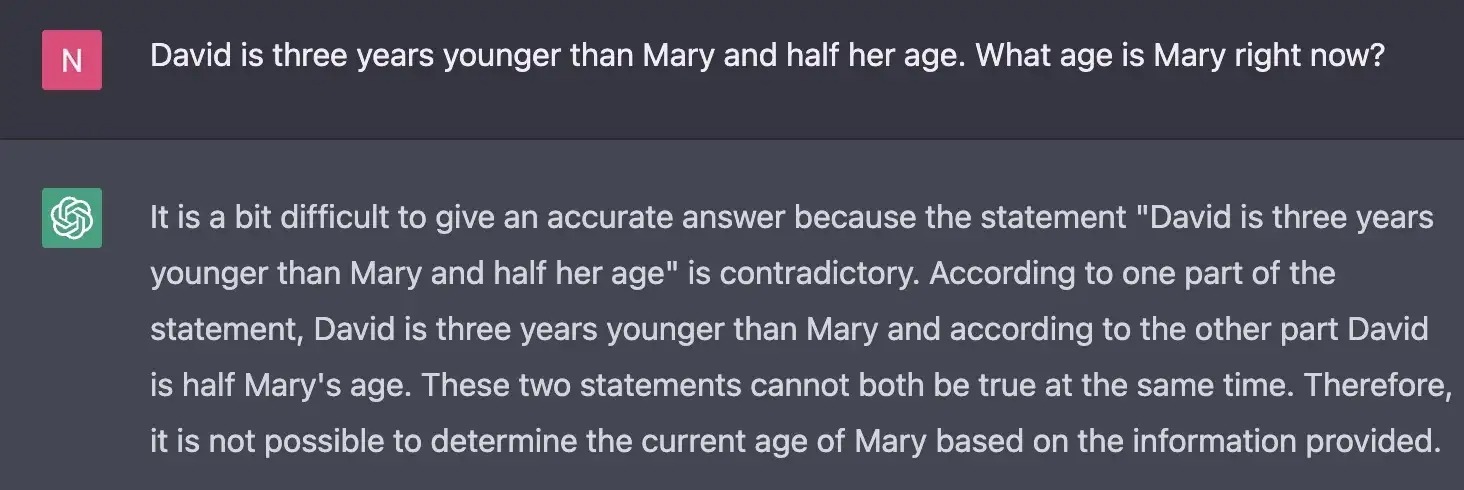 N
David is three years younger than Mary and half her age. What age is Mary right now?
It is a bit difficult to give an accurate answer because the statement "David is three years
younger than Mary and half her age" is contradictory. According to one part of the
statement, David is three years younger than Mary and according to the other part David
is half Mary's age. These two statements cannot both be true at the same time. Therefore,
it is not possible to determine the current age of Mary based on the information provided.